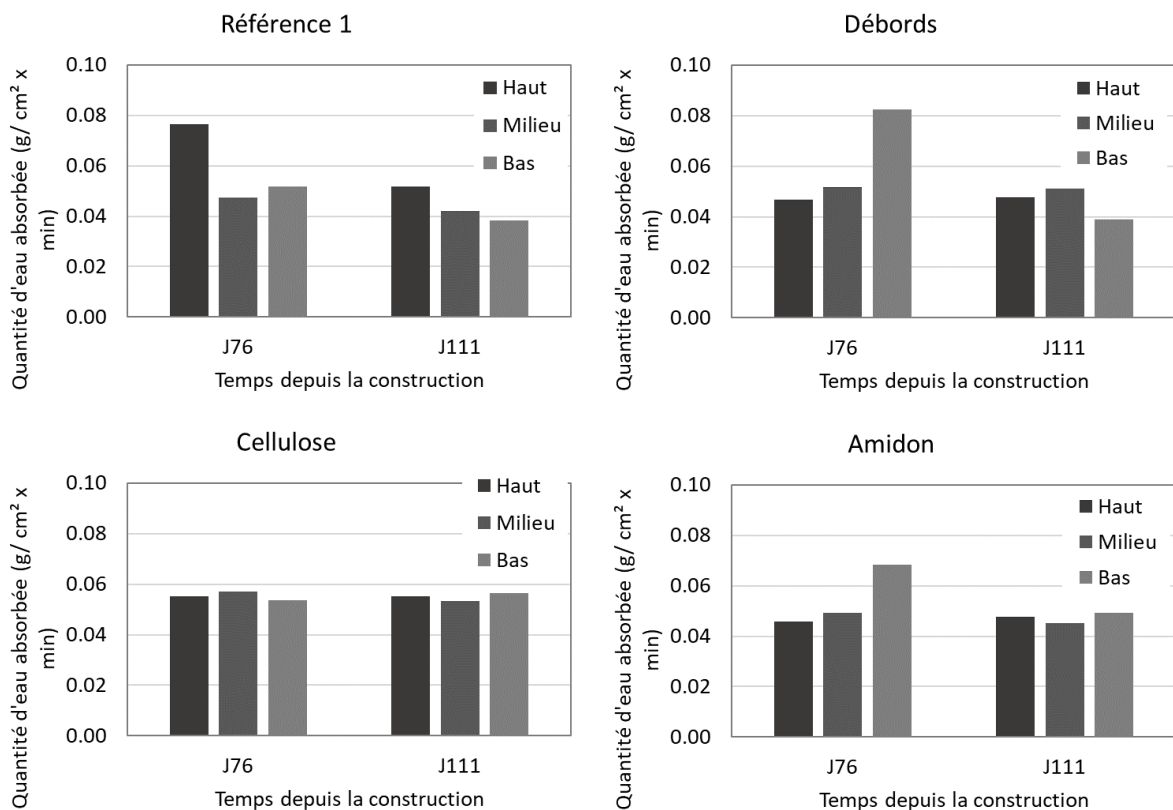 Référence 1
Quantité d'eau absorbée (g/ cm² x
min)
0.10
0.08
0.06
0.04
0.02
0.00
Haut
Milieu
Bas
J76
J111
Temps depuis la construction
Débords
Quantité d'eau absorbée (g/ cm² x
min)
0.10
0.08
0.06
0.04
0.02
0.00
Haut
Milieu
Bas
J76
J111
Temps depuis la construction
Cellulose
Quantité d'eau absorbée (g/ cm² x
min)
0.10
0.08
0.06
0.04
0.02
0.00
Haut
Milieu
Bas
J76
J111
Temps depuis la construction
Amidon
Quantité d'eau absorbée (g/ cm² x
min)
0.10
0.08
0.06
0.04
0.02
0.00
Haut
Milieu
Bas
J76
J111
Temps depuis la construction